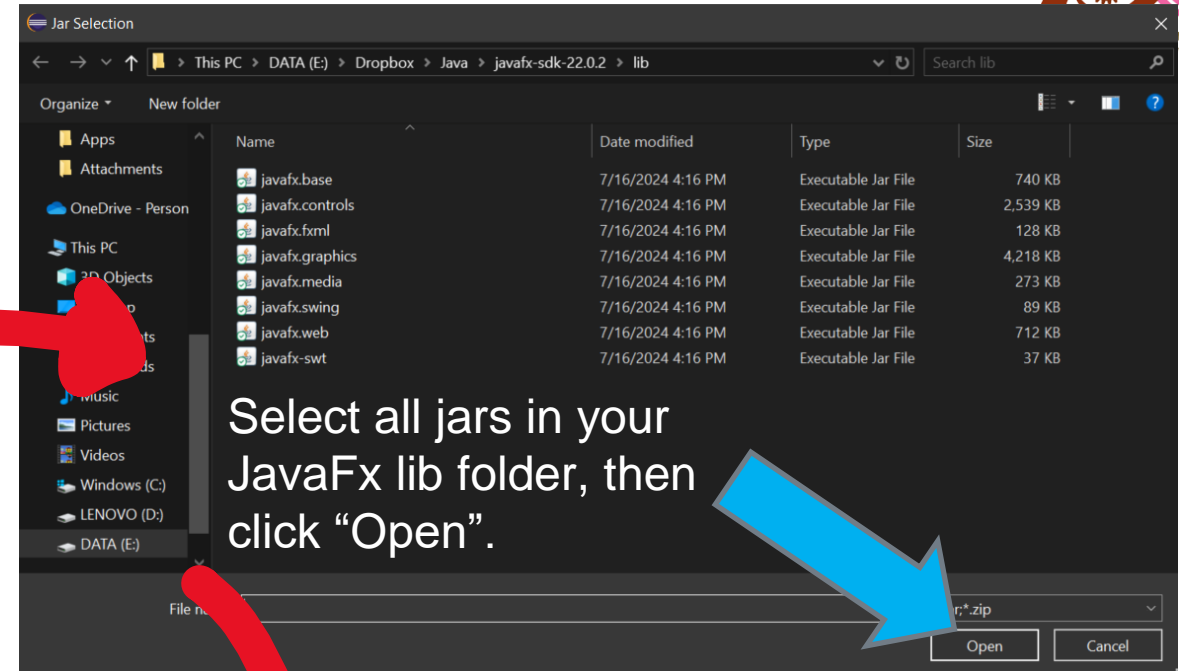 Jar Selection
This PC > DATA (E:) > Dropbox > Java > javafx-sdk-22.0.2 > lib
Search lib
Organize New folder
Name Date modified Type Size
Apps
Attachments
OneDrive - Person
This PC
3D Objects
Music
Pictures
Videos
Windows (C:)
LENOVO (D:)
DATA (E:)
javafx.base 7/16/2024 4:16 PM Executable Jar File 740 KB
javafx.controls 7/16/2024 4:16 PM Executable Jar File 2,539 KB
javafx.fxml 7/16/2024 4:16 PM Executable Jar File 128 KB
javafx.graphics 7/16/2024 4:16 PM Executable Jar File 4,218 KB
javafx.media 7/16/2024 4:16 PM Executable Jar File 273 KB
javafx.swing 7/16/2024 4:16 PM Executable Jar File 89 KB
javafx.web 7/16/2024 4:16 PM Executable Jar File 712 KB
javafx-swt 7/16/2024 4:16 PM Executable Jar File 37 KB
Select all jars in your
JavaFx lib folder, then
click “Open”.
File
*.zip
Open Cancel